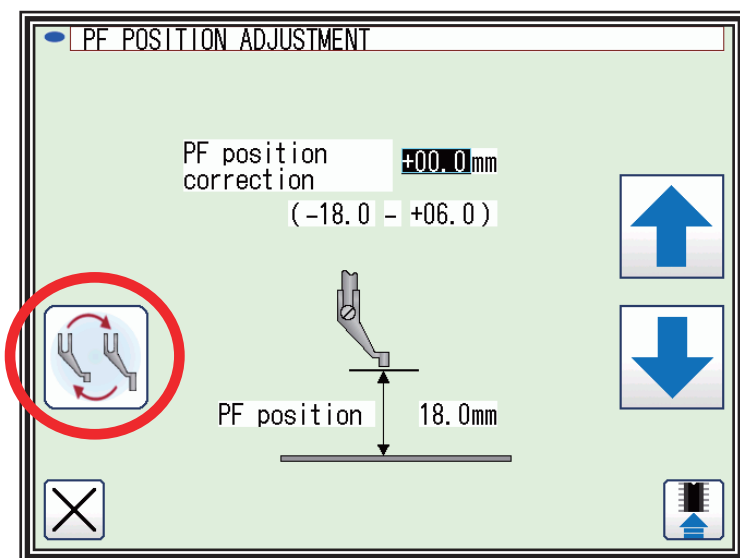 PF POSITION ADJUSTMENT
PF position
correction
+00.0mm
(-18.0 - +06.0)
PF position 18.0mm